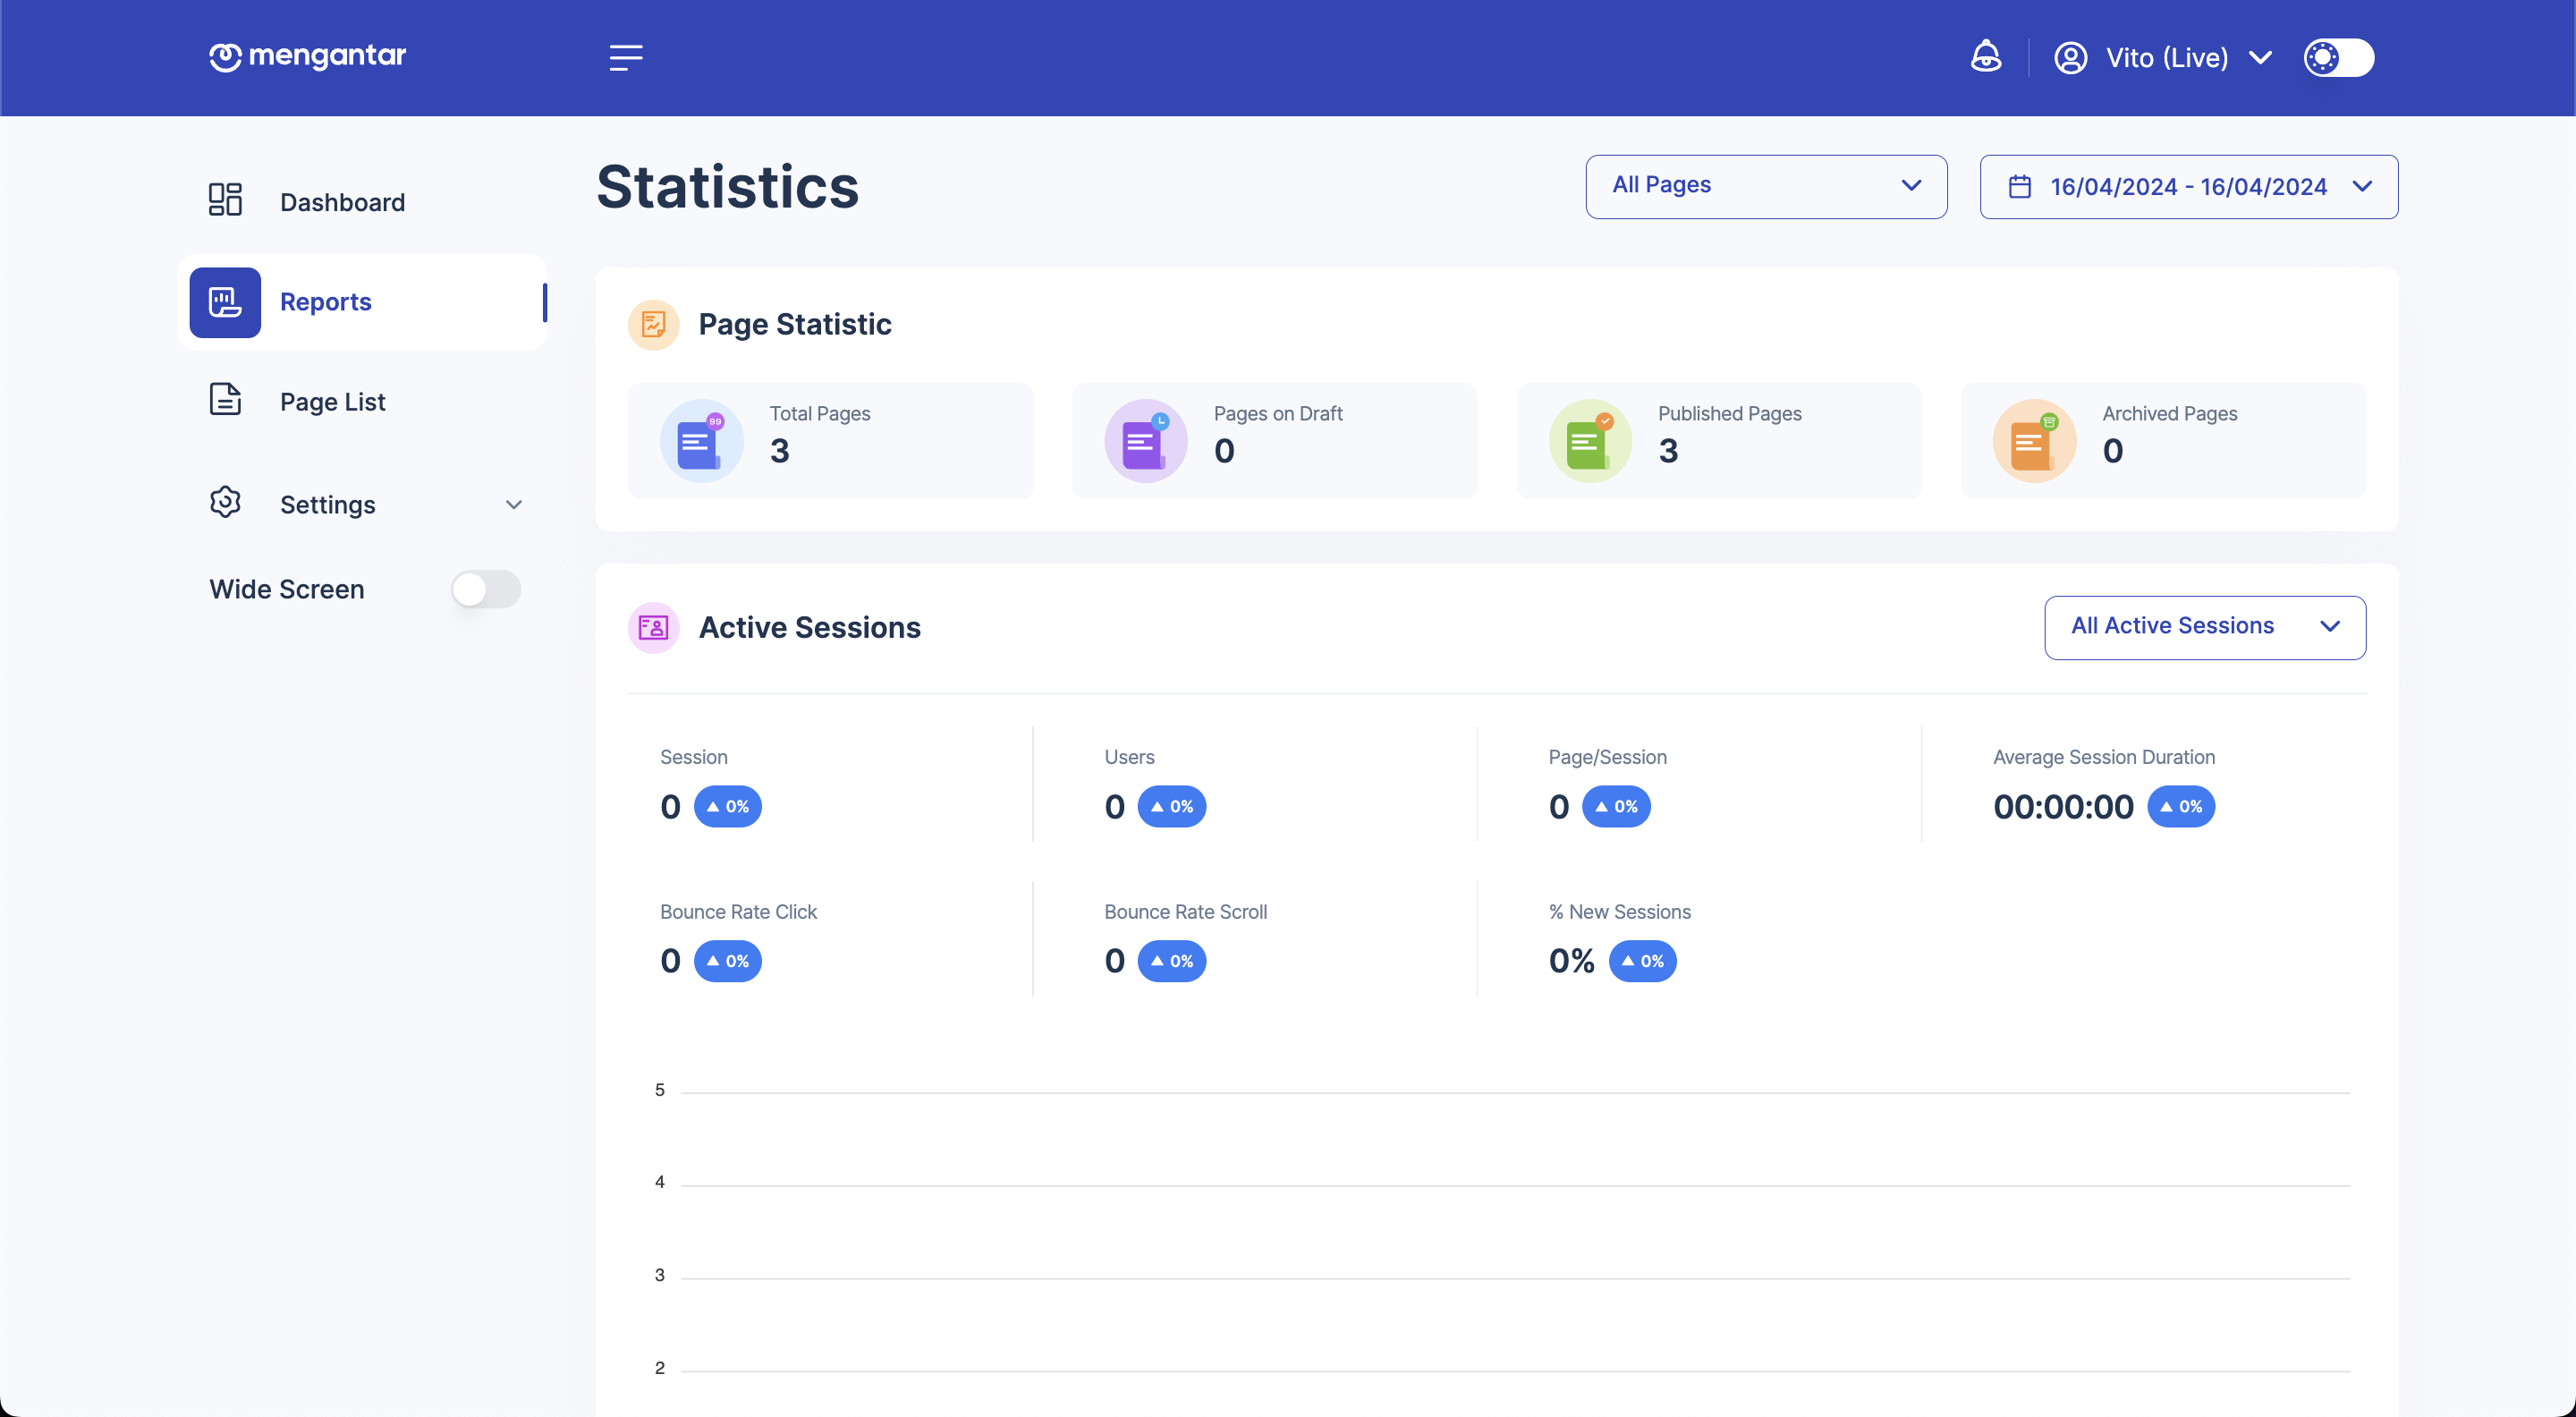 mengantar
Vito (Live)
Dashboard
Reports
Page List
Settings
Wide Screen
Statistics
All Pages
16/04/2024 - 16/04/2024
Page Statistic
99
Total Pages
3
Pages on Draft
0
Published Pages
3
Archived Pages
0
Active Sessions
All Active Sessions
Session
0 ▲ 0%
Users
0 ▲ 0%
Page/Session
0 ▲ 0%
Average Session Duration
00:00:00 ▲ 0%
Bounce Rate Click
0 ▲ 0%
Bounce Rate Scroll
0 ▲ 0%
% New Sessions
0% ▲ 0%
5
4
3
2